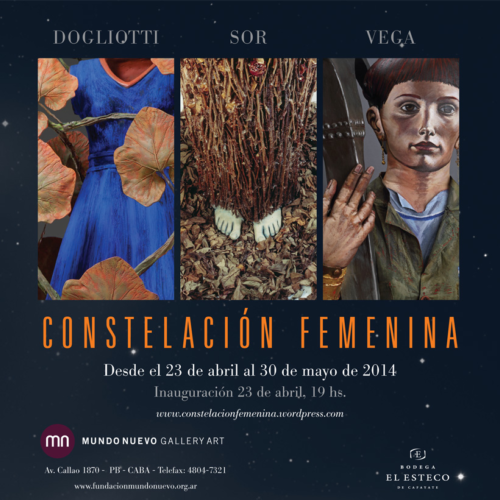 DOGLIOTTI SOR VEGA
CONSTELACIÓN FEMENINA
Desde el 23 de abril al 30 de mayo de 2014
Inauguración 23 de abril, 19 hs.
www.constelacionfemenina.wordpress.com
mn MUNDO NUEVO GALLERY ART
Av. Callao 1870 - PB - CABA - Telefax: 4804-7321
www.fundacionmundonuevo.org.ar
BODEGA
EL ESTECO
DE CAFAYATE